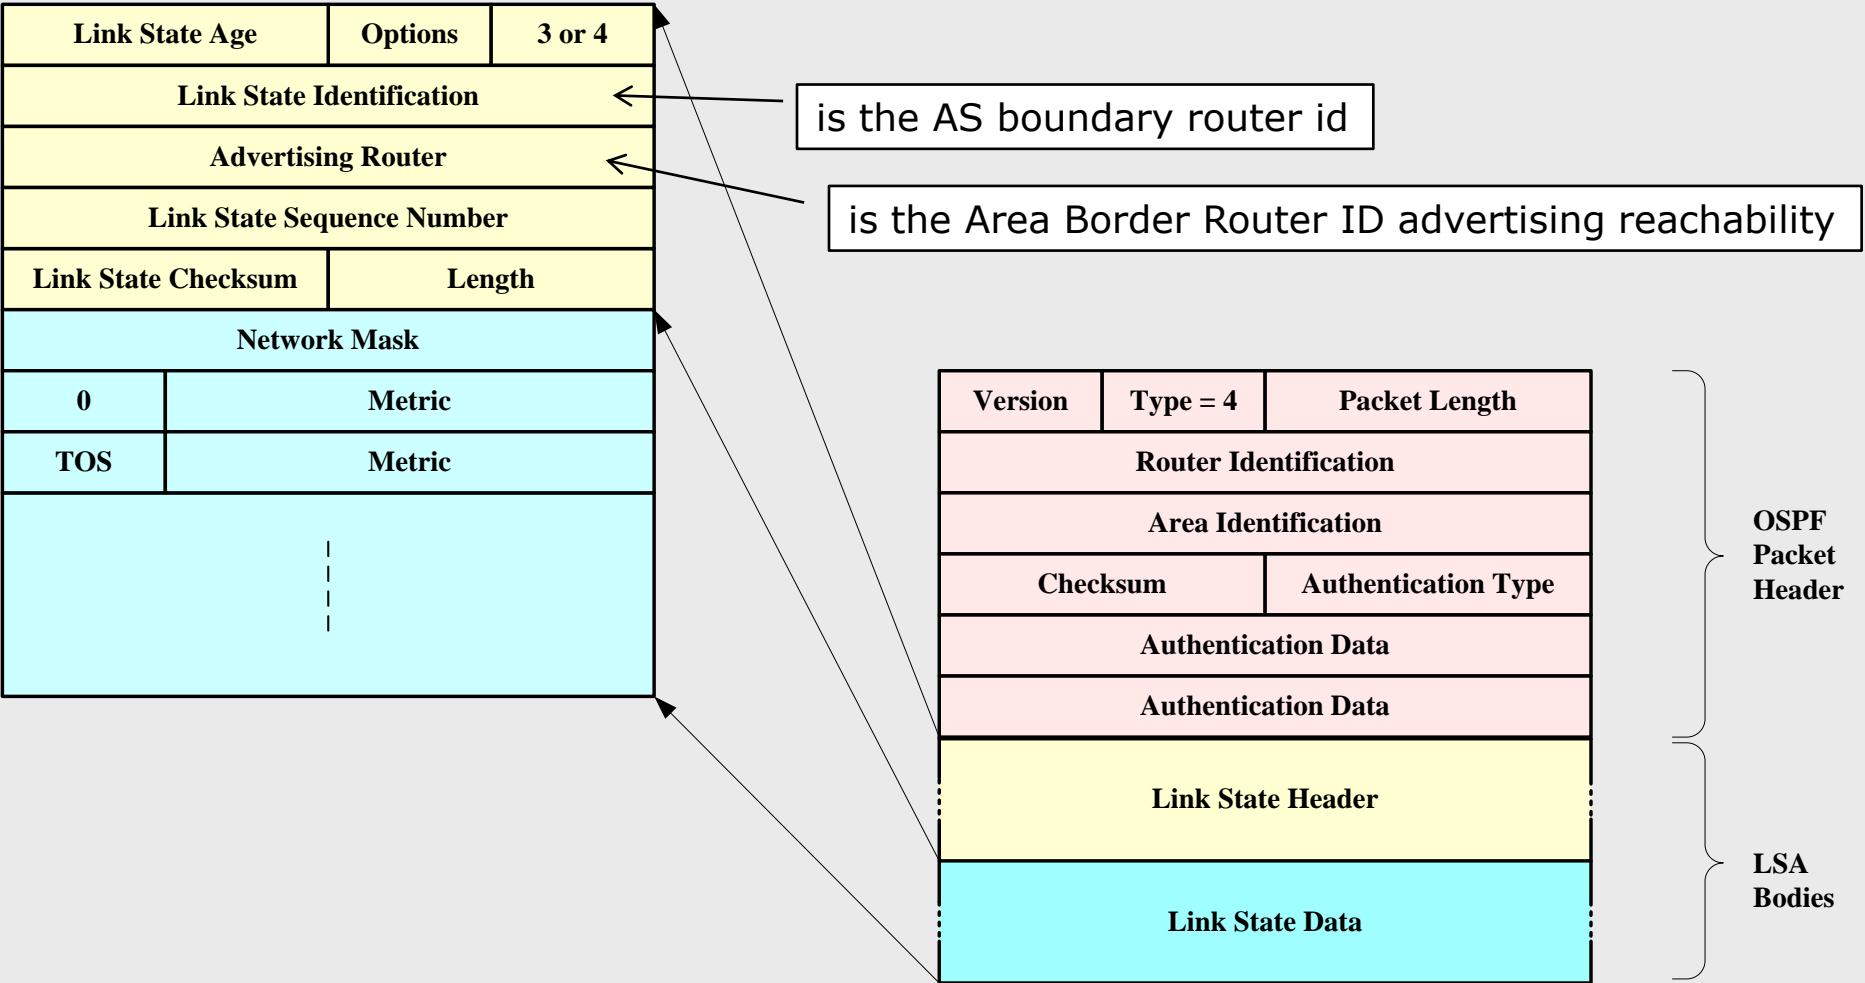 Link State Age Options 3 or 4
Link State Identification
Advertising Router
Link State Sequence Number
Link State Checksum Length
Network Mask
0 Metric
TOS Metric
is the AS boundary router id
is the Area Border Router ID advertising reachability
Version Type = 4 Packet Length
Router Identification
Area Identification
Checksum Authentication Type
Authentication Data
Authentication Data
Link State Header
Link State Data
OSPF
Packet
Header
LSA
Bodies